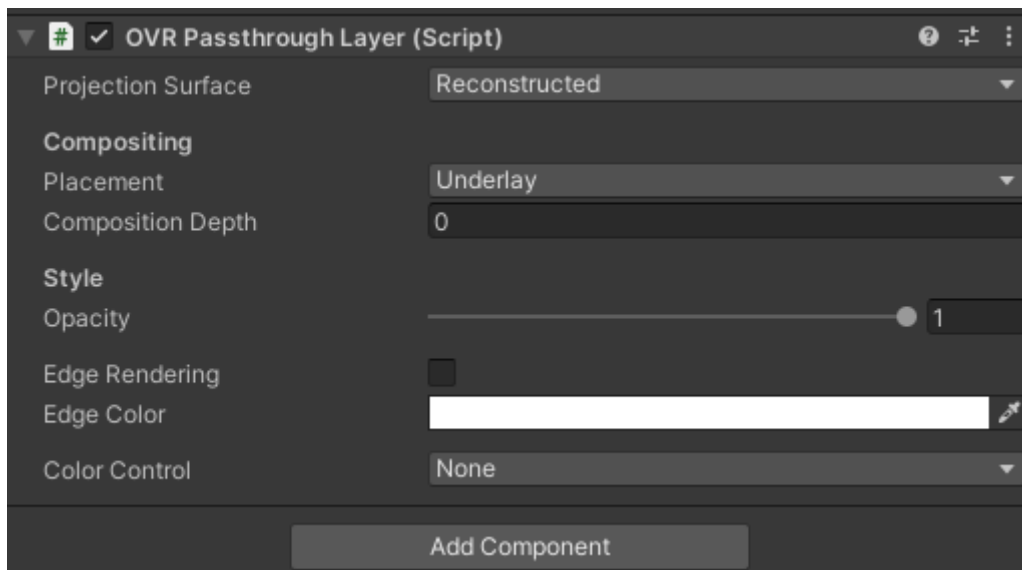 OVR Passthrough Layer (Script)
Projection Surface Reconstructed
Compositing
Placement Underlay
Composition Depth 0
Style
Opacity 1
Edge Rendering
Edge Color
Color Control None
Add Component